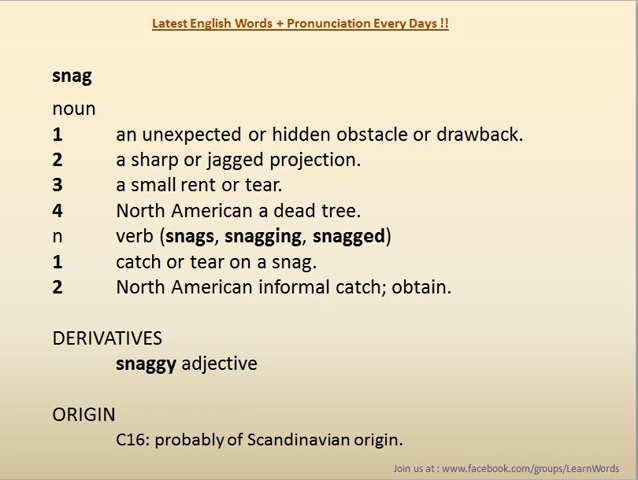 Latest English Words + Pronunciation Every Days !!
snag
noun
1 an unexpected or hidden obstacle or drawback.
2 a sharp or jagged projection.
3 a small rent or tear.
4 North American a dead tree.
n verb (snags, snagging, snagged)
1 catch or tear on a snag.
2 North American informal catch; obtain.
DERIVATIVES
snaggy adjective
ORIGIN
C16: probably of Scandinavian origin.
Join us at : www.facebook.com/groups/LearnWords